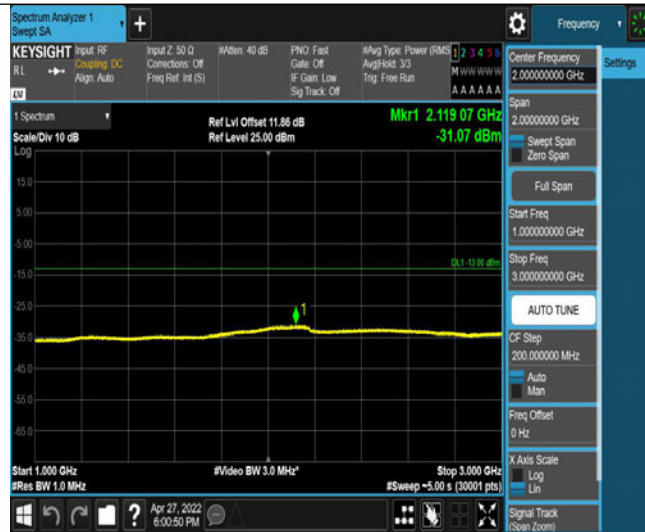 Spectrum Analyzer 1
Swept SA
Frequency
KEYSIGHT
RL
Input: RF
Coupling: DC
Align: Auto
Input Z: 50 Ω
Corrections: Off
Freq Ref: Int (S)
#Atten: 40 dB
PNO: Fast
Gate: Off
IF Gain: Low
Sig Track: Off
#Avg Type: Power (RMS
Avg|Hold: 3/3
Trig: Free Run
1 2 3 4 5 6
M W W W W W
A A A A A A
1 Spectrum
Scale/Div 10 dB
Log
Ref Lvl Offset 11.86 dB
Ref Level 25.00 dBm
Mkr1 2.119 07 GHz
-31.07 dBm
15.0
5.00
-5.00
-15.0
-25.0
-35.0
-45.0
-55.0
-65.0
DL1 -13.00 dBm
1
Start 1.000 GHz
#Res BW 1.0 MHz
#Video BW 3.0 MHz*
Stop 3.000 GHz
#Sweep ~5.00 s (30001 pts)
Apr 27, 2022
6:00:50 PM
?
Center Frequency
2.000000000 GHz
Settings
Span
2.00000000 GHz
Swept Span
Zero Span
Full Span
Start Freq
1.000000000 GHz
Stop Freq
3.000000000 GHz
AUTO TUNE
CF Step
200.000000 MHz
Auto
Man
Freq Offset
0 Hz
X Axis Scale
Log
Lin
Signal Track
(Span Zoom)